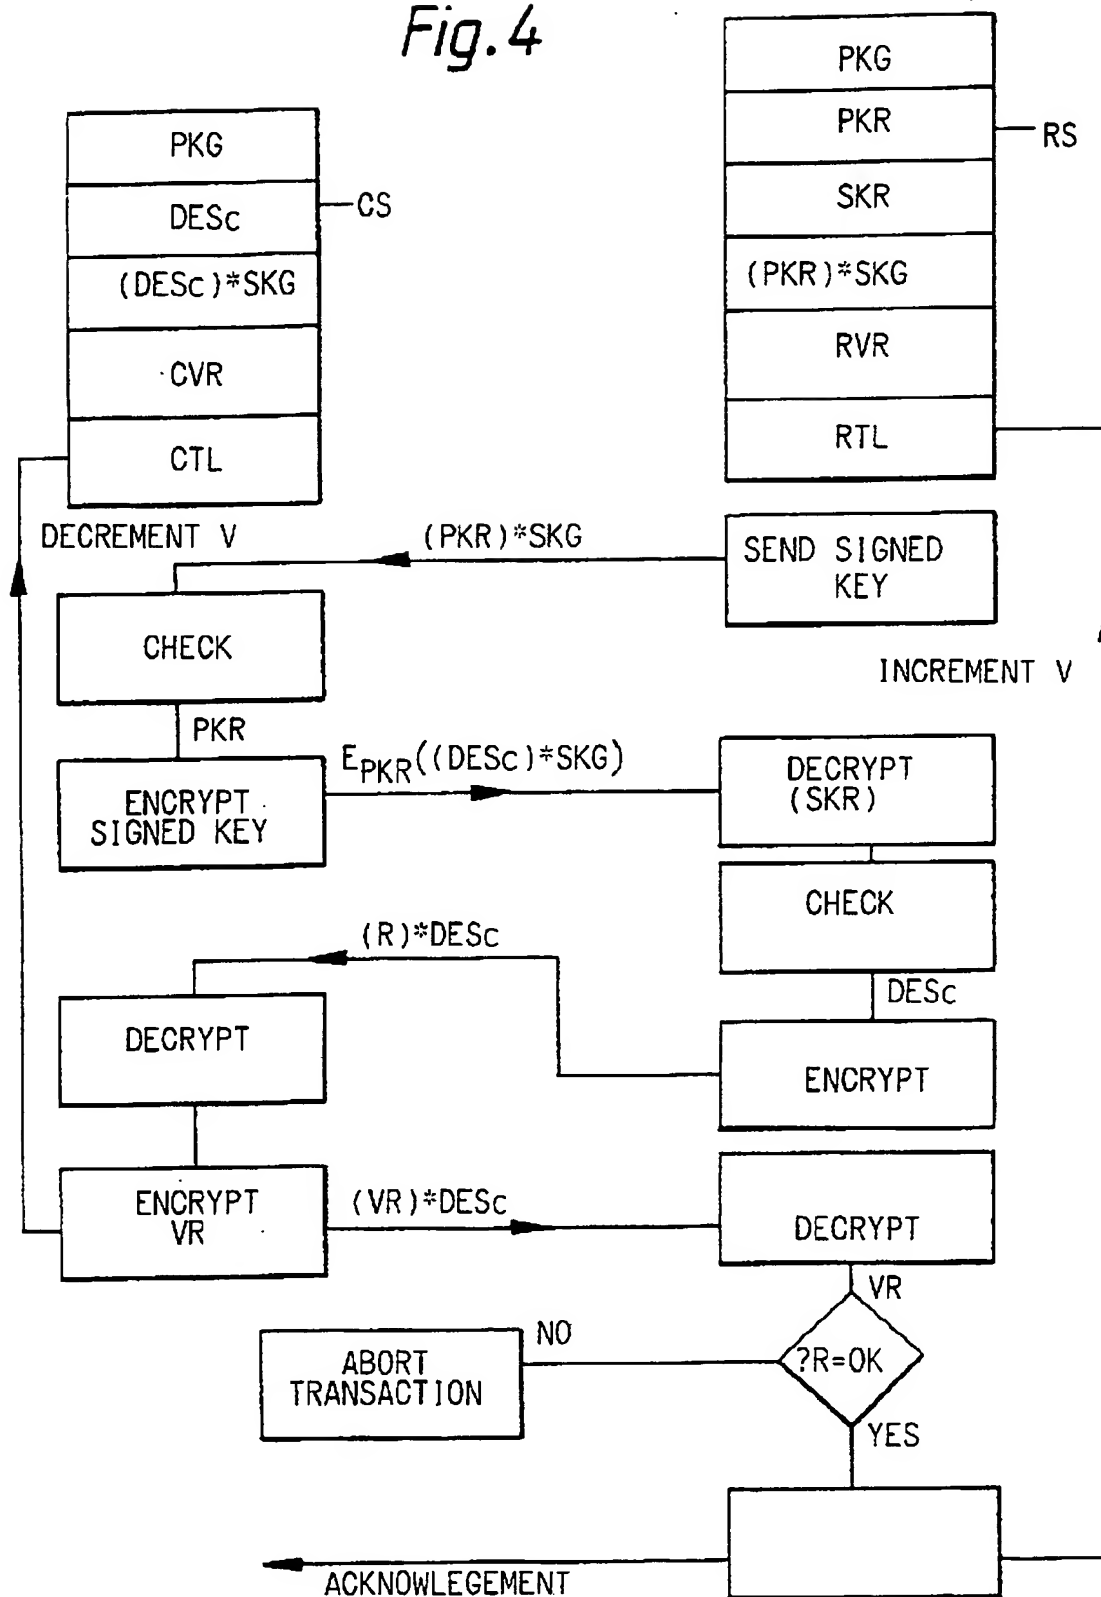 Fig. 4
PKG
DESc
(DESc)*SKG
CVR
CTL
CS
PKG
PKR
SKR
(PKR)*SKG
RVR
RTL
RS
DECREMENT V
(PKR)*SKG
SEND SIGNED
KEY
CHECK
INCREMENT V
PKR
ENCRYPT
SIGNED KEY
EPKR((DESc)*SKG)
DECRYPT
(SKR)
CHECK
(R)*DESc
DESc
DECRYPT
ENCRYPT
ENCRYPT
VR
(VR)*DESc
DECRYPT
VR
NO
?R=OK
ABORT
TRANSACTION
YES
ACKNOWLEGEMENT